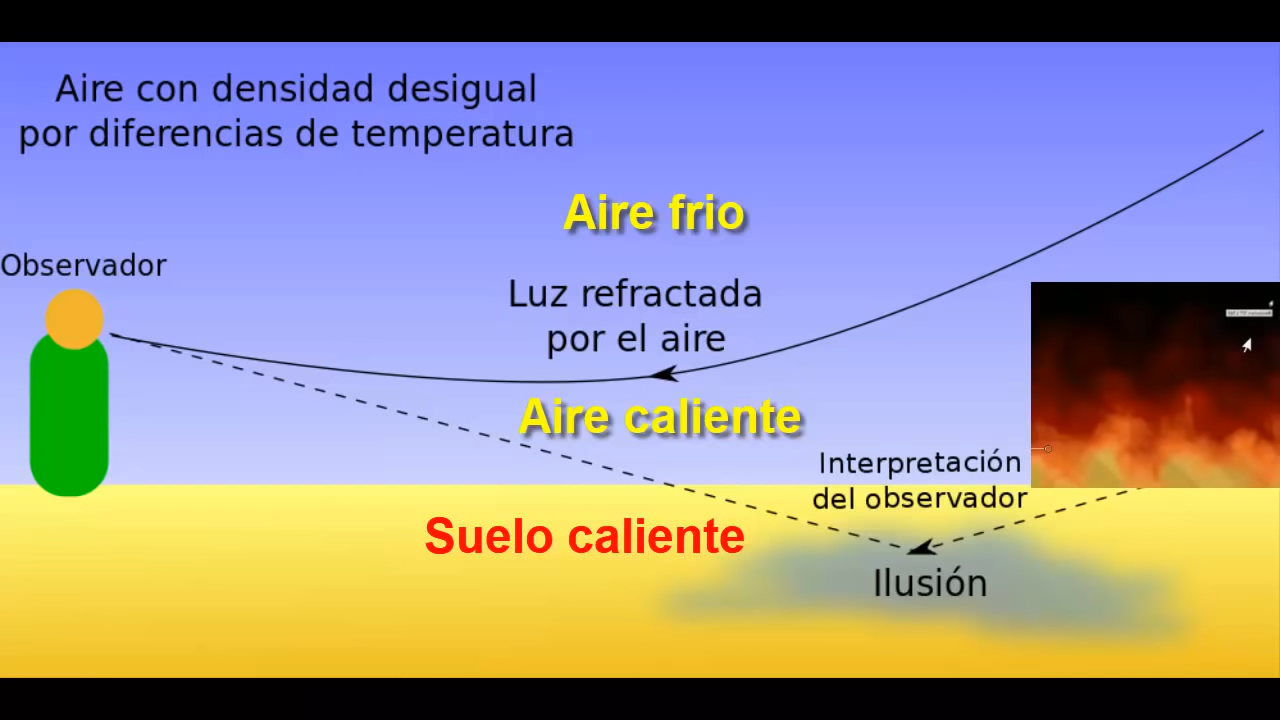 Aire con densidad desigual
por diferencias de temperatura
Aire frio
Observador
Luz refractada
por el aire
Aire caliente
Interpretación
del observador
Suelo caliente
Ilusión